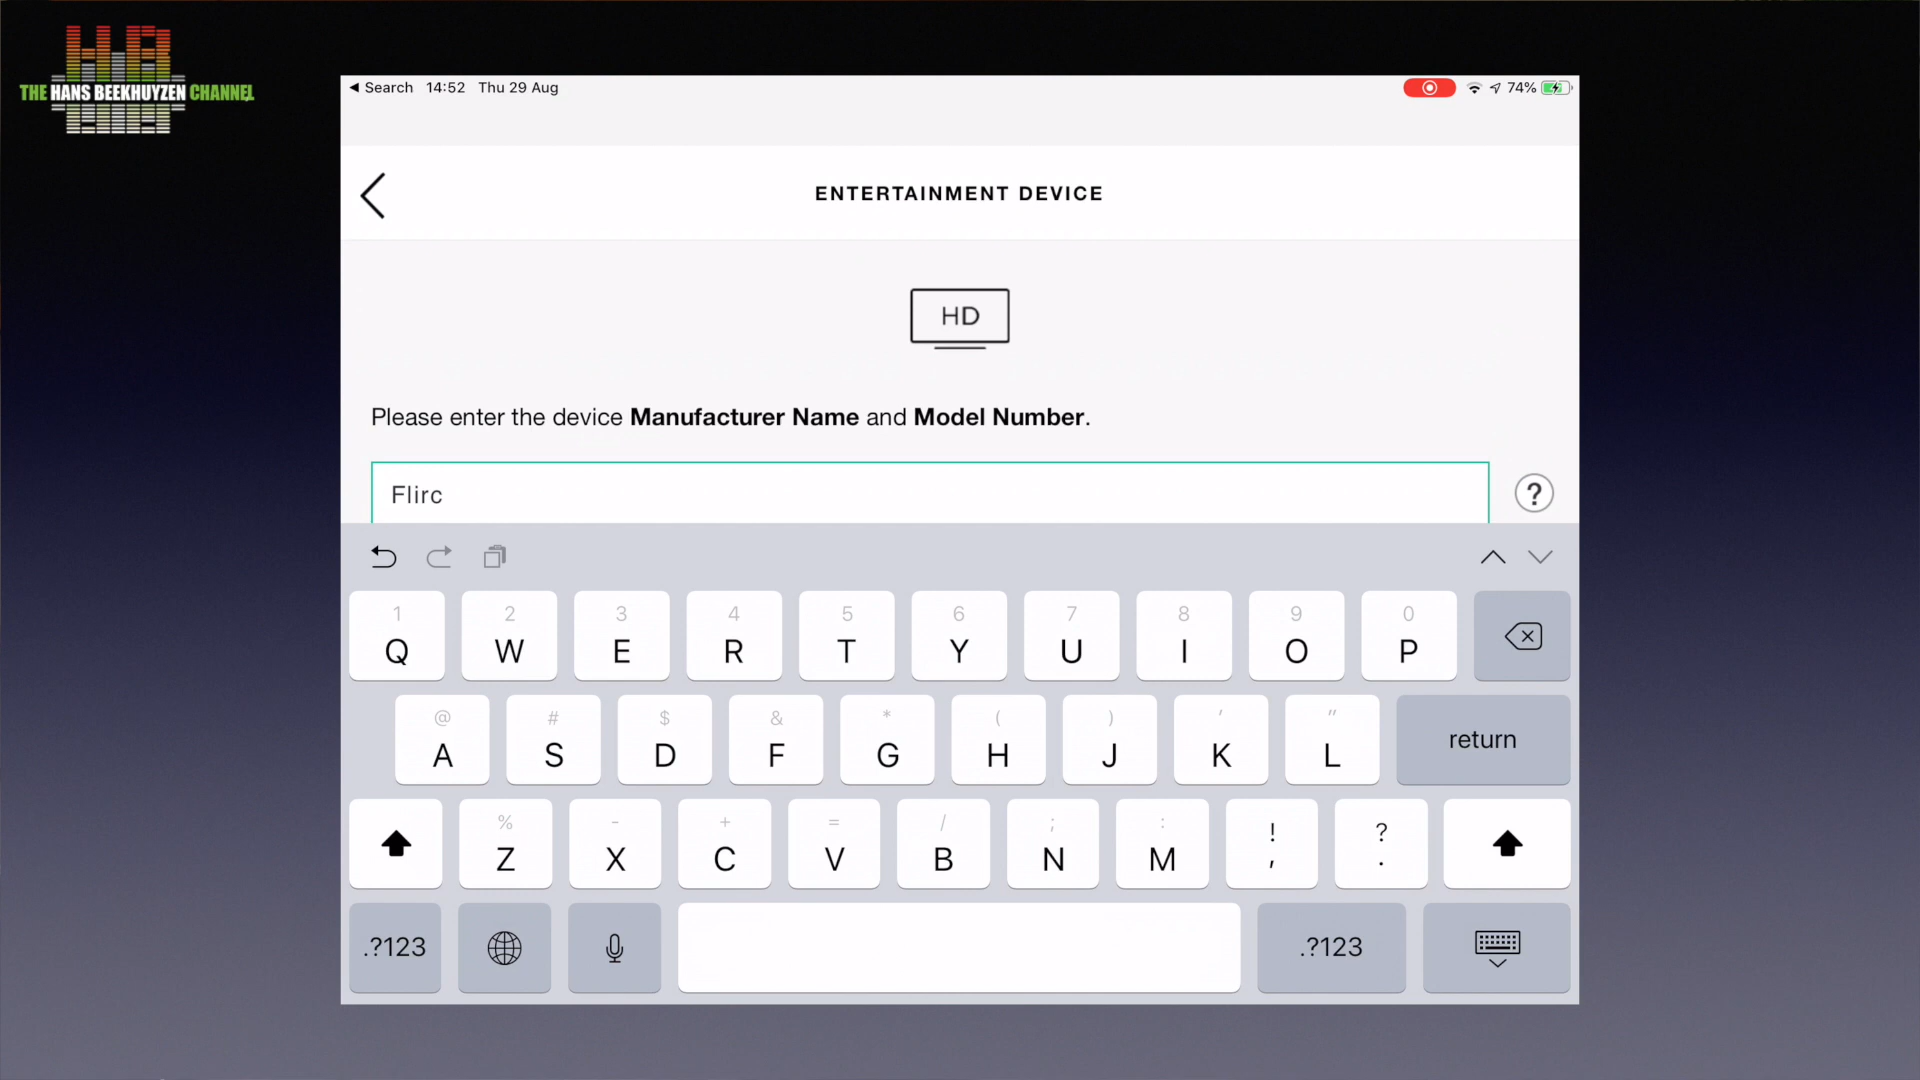 THE HANS BEEKHUYZEN CHANNEL
Search 14:52 Thu 29 Aug
74%
ENTERTAINMENT DEVICE
HD
Please enter the device Manufacturer Name and Model Number.
Flirc
?
1 2 3 4 5 6 7 8 9 0
Q W E R T Y U I O P
@ # $ & * ( ) ' "
A S D F G H J K L return
% - + = / ; : ! ?
Z X C V B N M , .
.?123 .?123